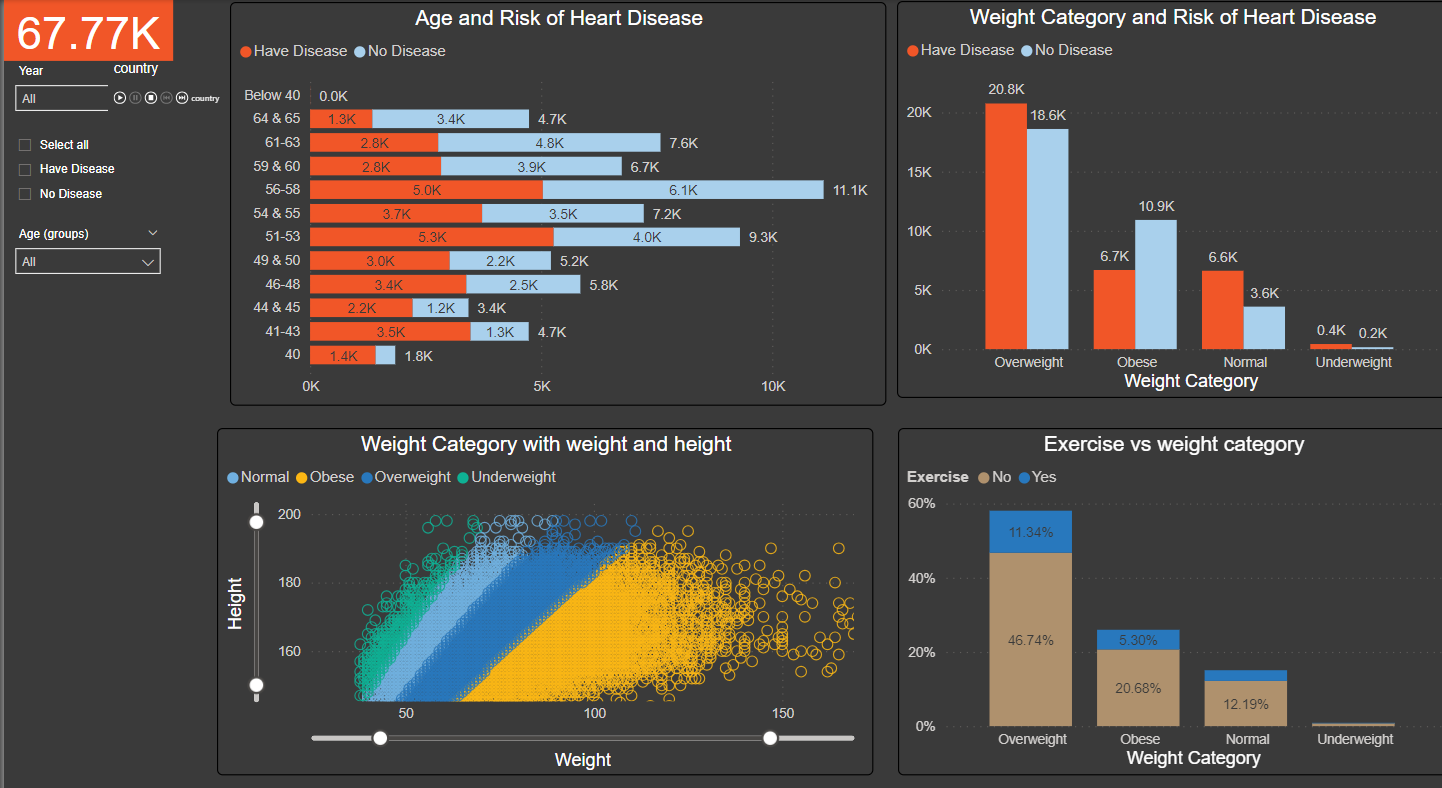 67.77K
Year
country
All
country
Select all
Have Disease
No Disease
Age (groups)
All
Age and Risk of Heart Disease
Have Disease No Disease
Below 40 0.0K
64 & 65 1.3K 3.4K 4.7K
61-63 2.8K 4.8K 7.6K
59 & 60 2.8K 3.9K 6.7K
56-58 5.0K 6.1K 11.1K
54 & 55 3.7K 3.5K 7.2K
51-53 5.3K 4.0K 9.3K
49 & 50 3.0K 2.2K 5.2K
46-48 3.4K 2.5K 5.8K
44 & 45 2.2K 1.2K 3.4K
41-43 3.5K 1.3K 4.7K
40 1.4K 1.8K
0K 5K 10K
Weight Category and Risk of Heart Disease
Have Disease No Disease
20.8K
20K 18.6K
15K
10.9K
10K
6.7K 6.6K
5K 3.6K
0.4K 0.2K
0K
Overweight Obese Normal Underweight
Weight Category
Weight Category with weight and height
Normal Obese Overweight Underweight
200
180
Height
160
50 100 150
Weight
Exercise vs weight category
Exercise No Yes
60%
11.34%
40%
46.74% 5.30%
20%
20.68%
12.19%
0%
Overweight Obese Normal Underweight
Weight Category